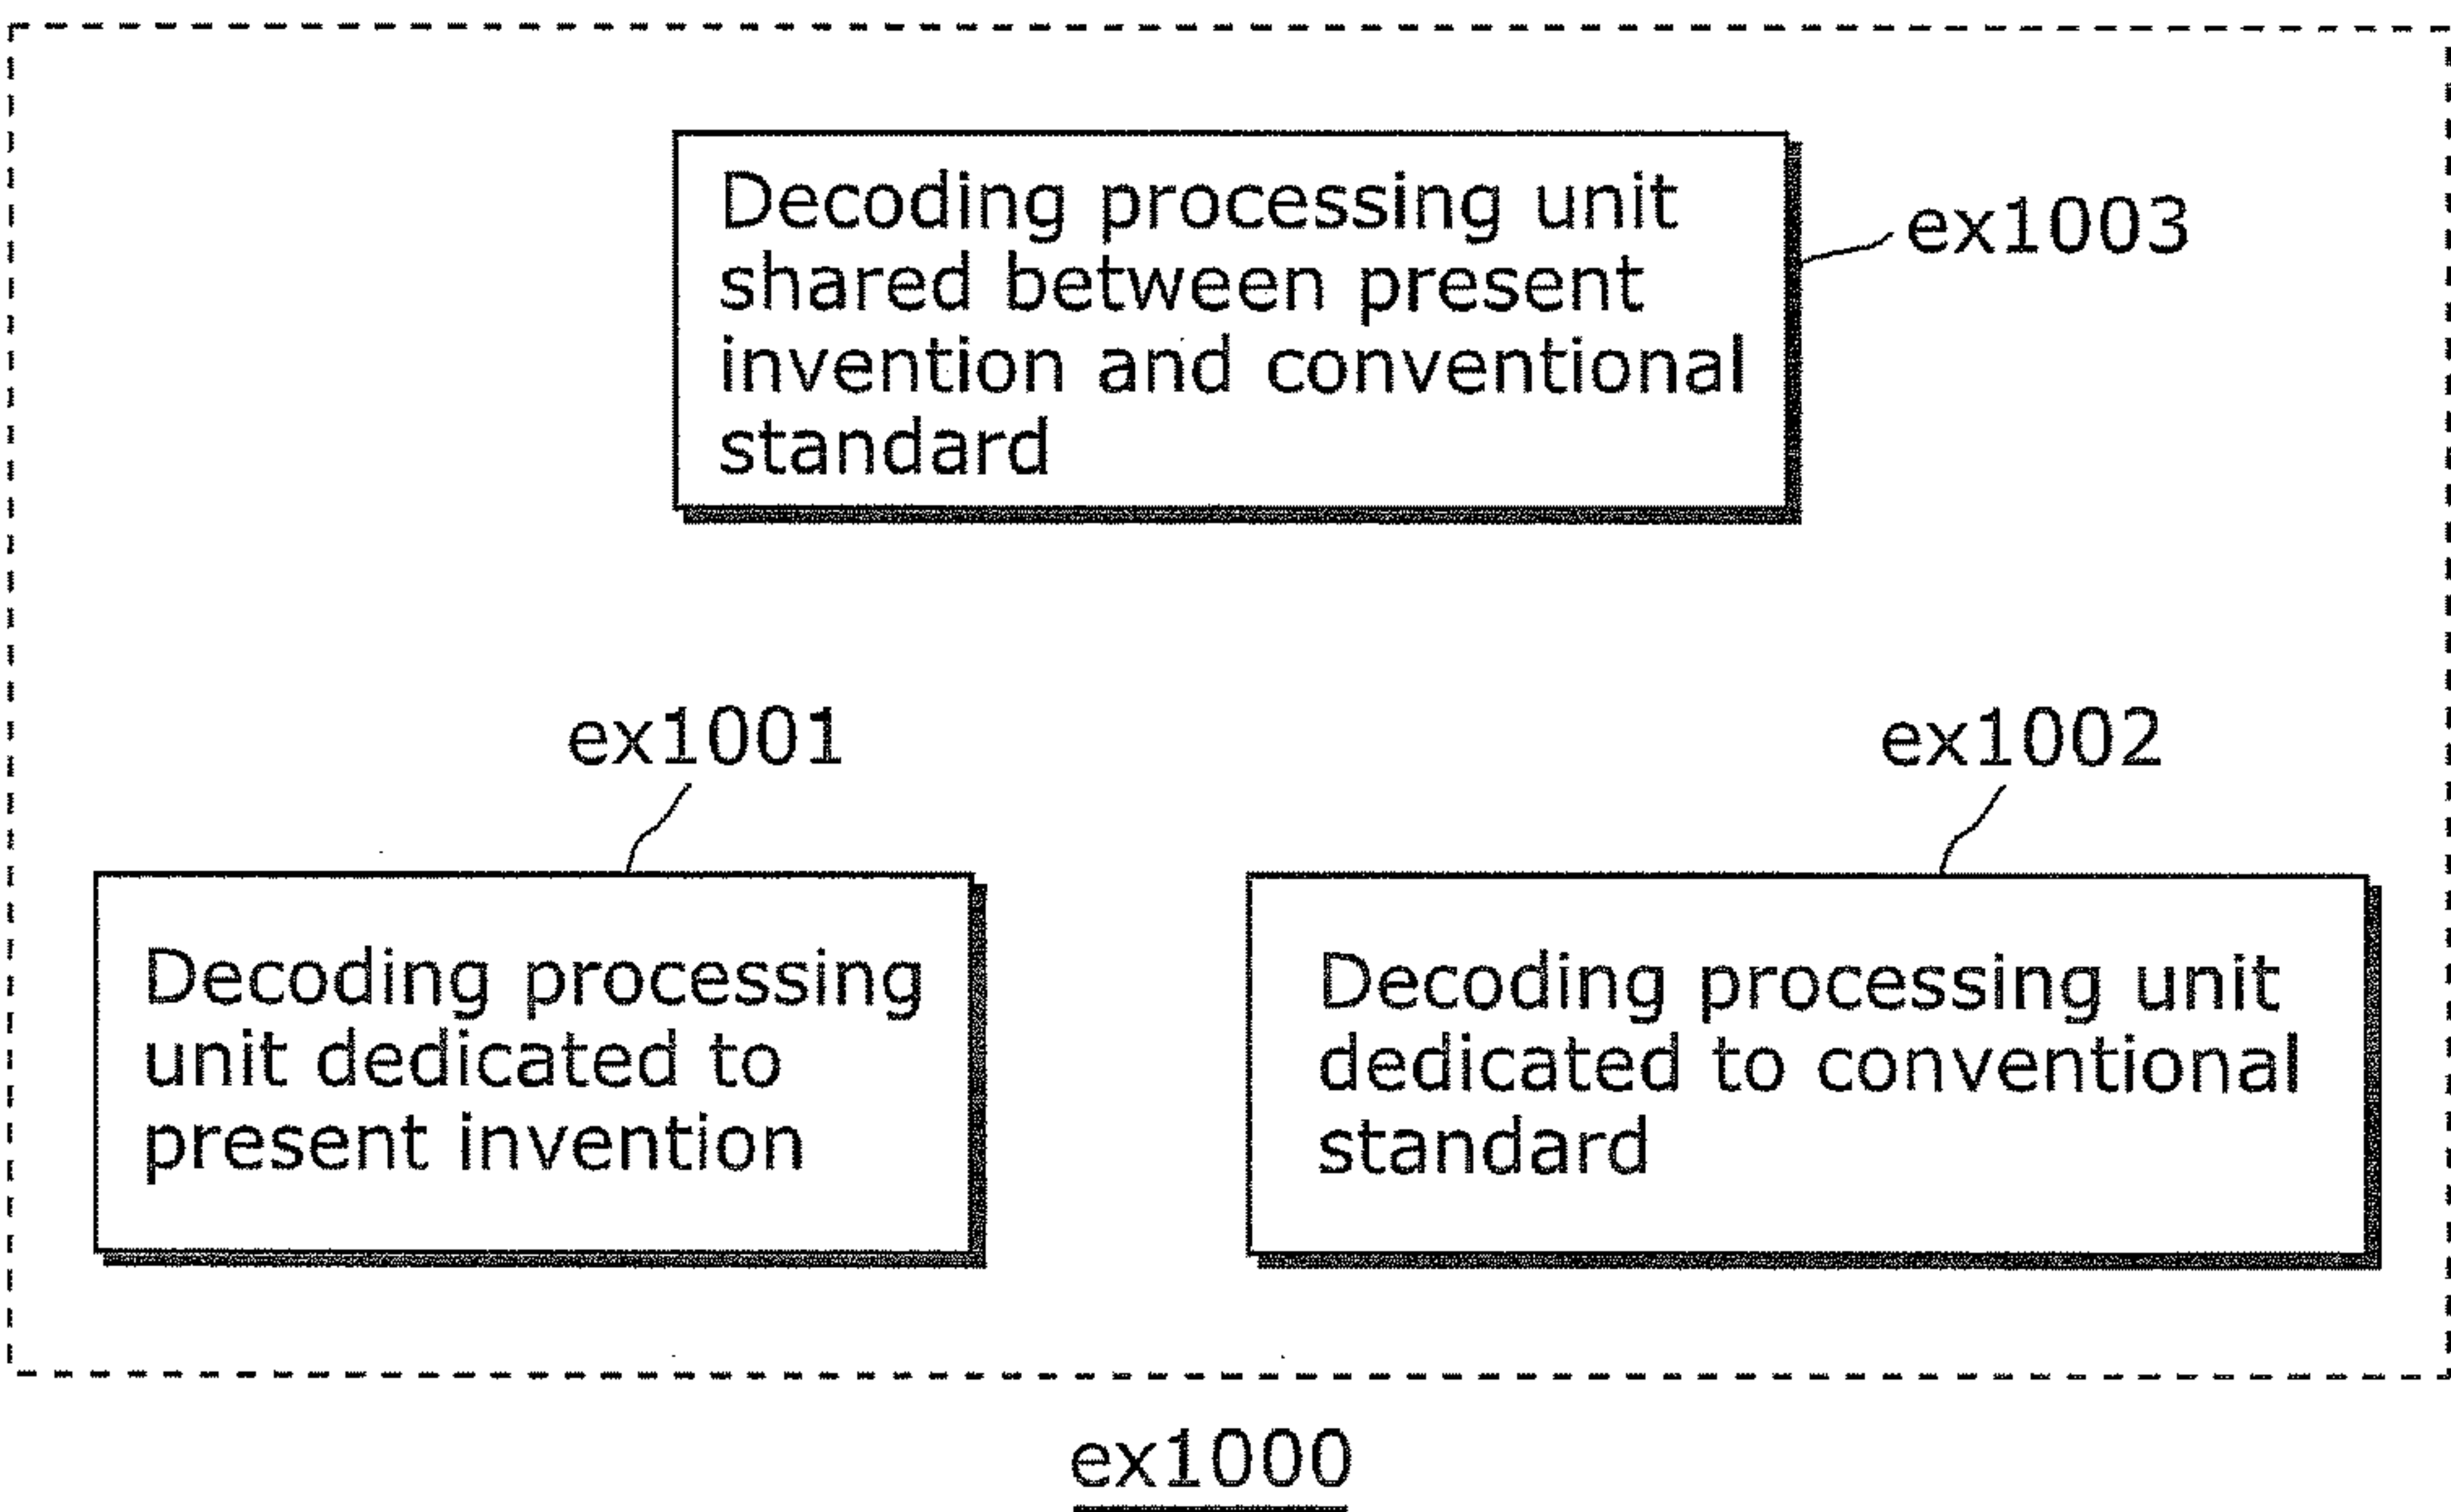 Decoding processing unit
shared between present
invention and conventional
standard
ex1003
ex1001
ex1002
Decoding processing
unit dedicated to
present invention
Decoding processing unit
dedicated to conventional
standard
ex1000